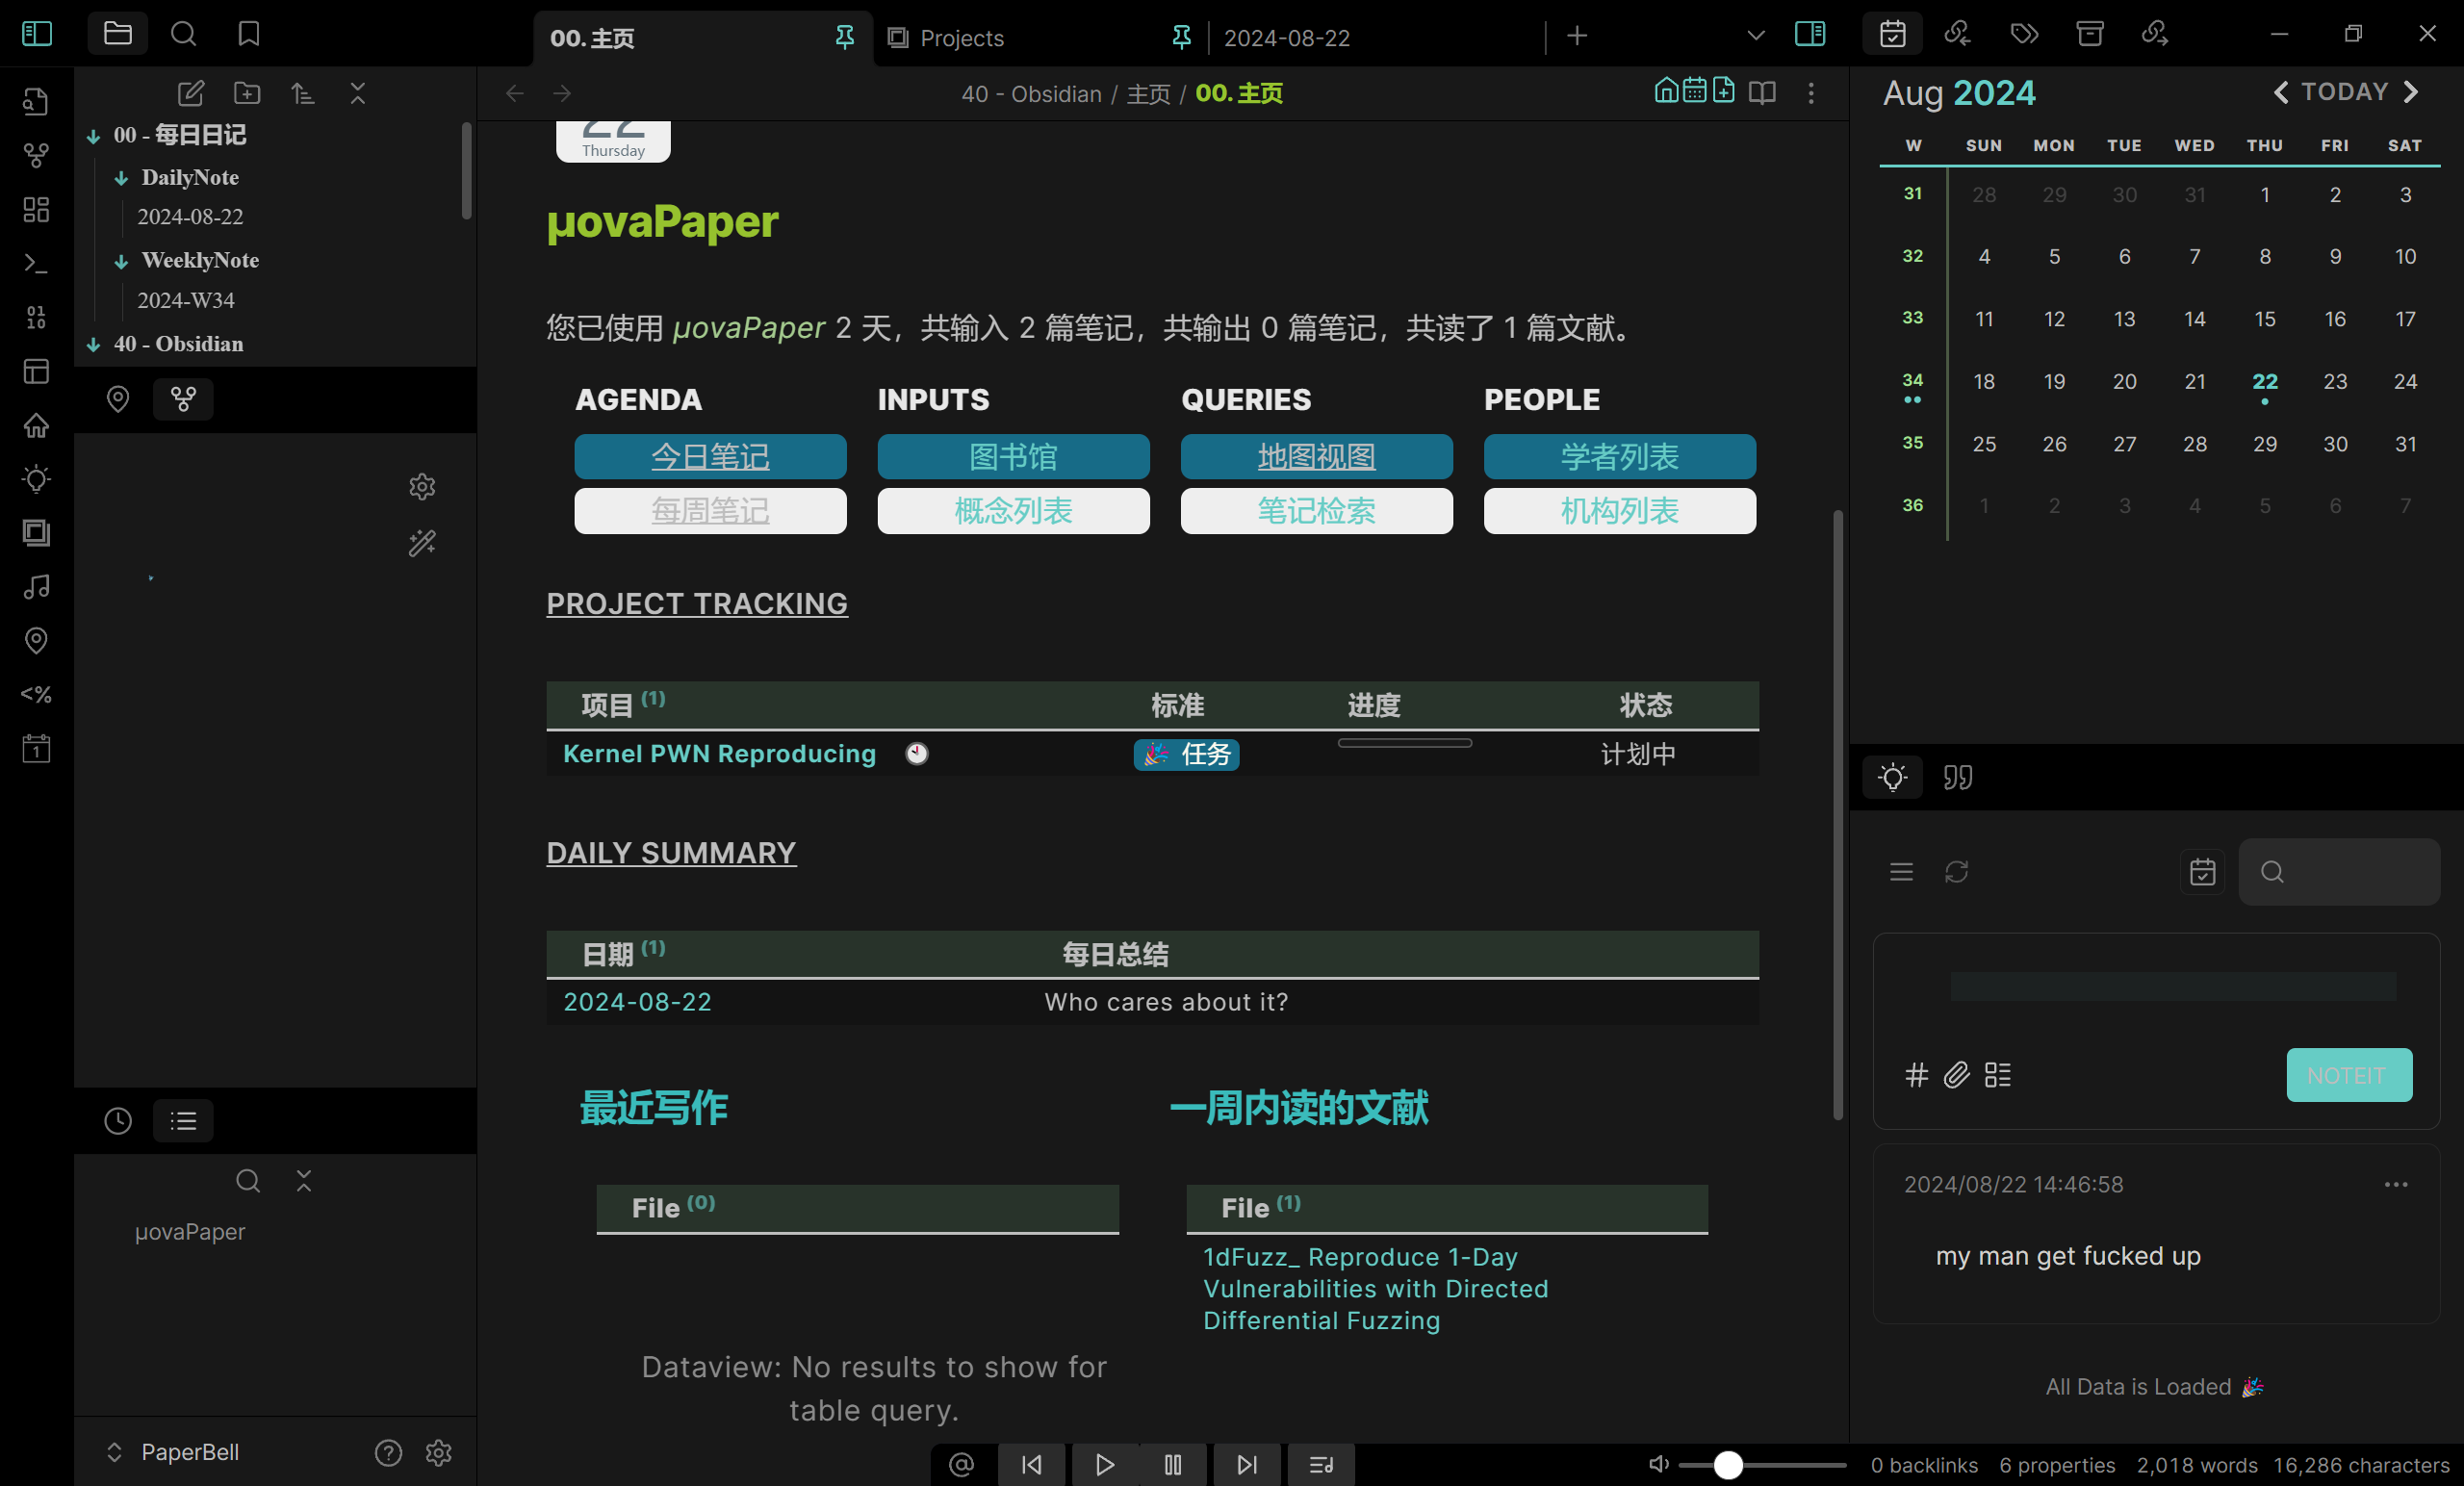 00. 主页
Projects
2024-08-22
40 - Obsidian / 主页 / 00. 主页
00 - 每日日记
DailyNote
2024-08-22
WeeklyNote
2024-W34
40 - Obsidian
μovaPaper
PaperBell
Thursday
μovaPaper
您已使用 μovaPaper 2 天，共输入 2 篇笔记，共输出 0 篇笔记，共读了 1 篇文献。
AGENDA INPUTS QUERIES PEOPLE
今日笔记 图书馆 地图视图 学者列表
每周笔记 概念列表 笔记检索 机构列表
PROJECT TRACKING
项目 (1) 标准 进度 状态
Kernel PWN Reproducing 🕙 🎉 任务 计划中
DAILY SUMMARY
日期 (1) 每日总结
2024-08-22 Who cares about it?
最近写作
File (0)
Dataview: No results to show for
table query.
一周内读的文献
File (1)
1dFuzz_ Reproduce 1-Day
Vulnerabilities with Directed
Differential Fuzzing
Aug 2024 TODAY
W SUN MON TUE WED THU FRI SAT
31 28 29 30 31 1 2 3
32 4 5 6 7 8 9 10
33 11 12 13 14 15 16 17
34 18 19 20 21 22 23 24
35 25 26 27 28 29 30 31
36 1 2 3 4 5 6 7
NOTEIT
2024/08/22 14:46:58
my man get fucked up
All Data is Loaded 🎉
0 backlinks 6 properties 2,018 words 16,286 characters